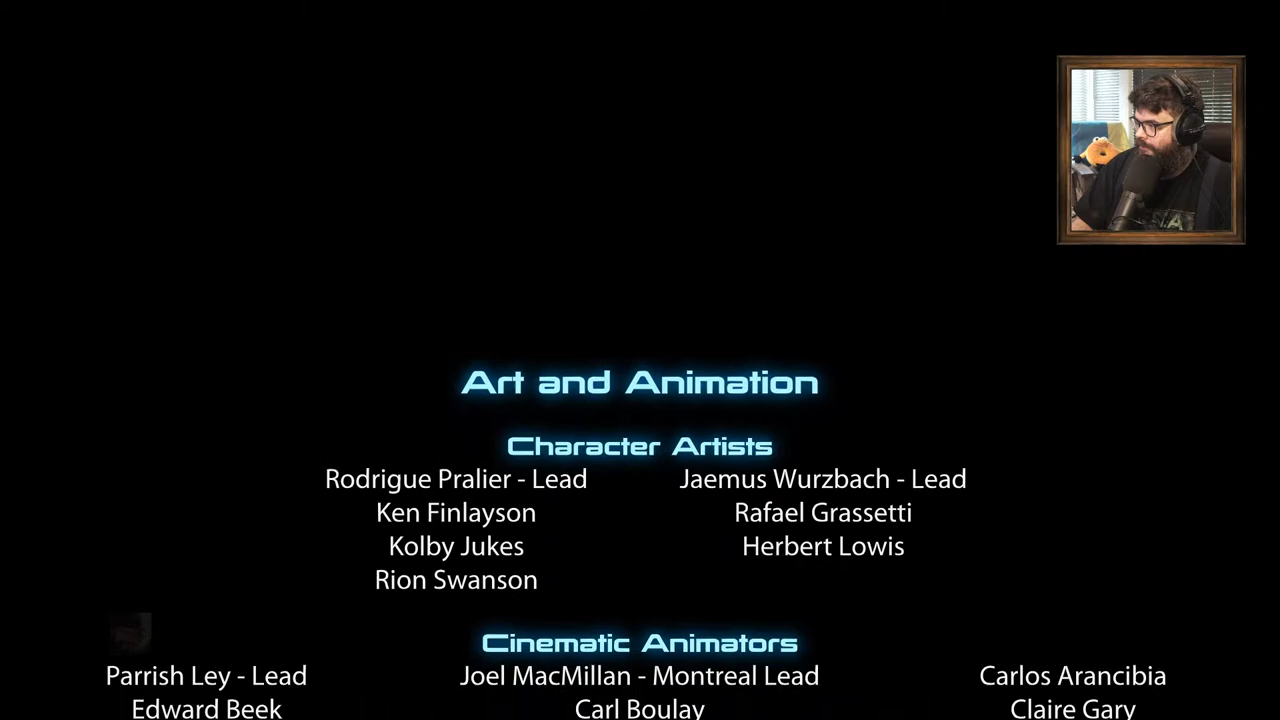 Art and Animation
Character Artists
Rodrigue Pralier - Lead Jaemus Wurzbach - Lead
Ken Finlayson Rafael Grassetti
Kolby Jukes Herbert Lowis
Rion Swanson
Cinematic Animators
Parrish Ley - Lead Joel MacMillan - Montreal Lead Carlos Arancibia
Edward Beek Carl Boulay Claire Gary